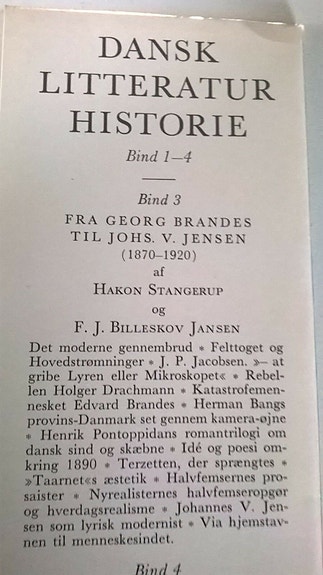 DANSK
LITTERATUR
HISTORIE
Bind 1–4
Bind 3
FRA GEORG BRANDES
TIL JOHS. V. JENSEN
(1870–1920)
af
HAKON STANGERUP
og
F. J. BILLESKOV JANSEN
Det moderne gennembrud * Felttoget og
Hovedstrømninger * J. P. Jacobsen. »– at
gribe Lyren eller Mikroskopet« * Rebel-
len Holger Drachmann * Katastrofemen-
nesket Edvard Brandes * Herman Bangs
provins-Danmark set gennem kamera-øjne
* Henrik Pontoppidans romantrilogi om
dansk sind og skæbne * Idé og poesi om-
kring 1890 * Terzetten, der sprængtes *
»Taarnet«s æstetik * Halvfemsernes pro-
saister * Nyrealisternes halvfemseropgør
og hverdagsrealisme * Johannes V. Jen-
sen som lyrisk modernist * Via hjemstav-
nen til menneskesindet.
Bind 4